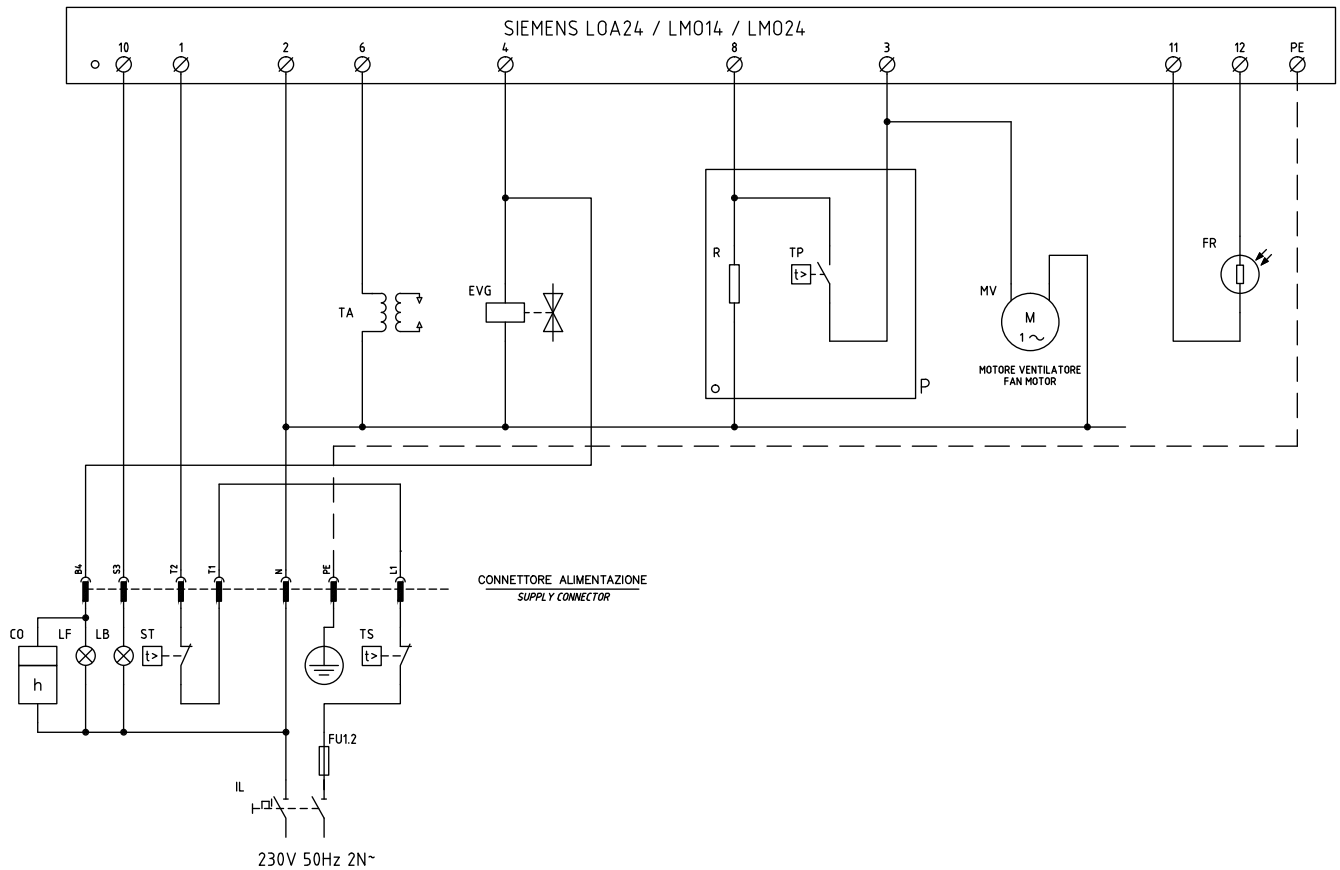 SIEMENS LOA24 / LMO14 / LMO24
10 1 2 6 4 8 3 11 12 PE
R TP FR
TA EVG MV
M
1~
MOTORE VENTILATORE
FAN MOTOR
P
t>
B4 S3 T2 T1 N PE L1
CONNETTORE ALIMENTAZIONE
SUPPLY CONNECTOR
CO LF LB ST TS
t> t>
h
FU1.2
IL
230V 50Hz 2N~